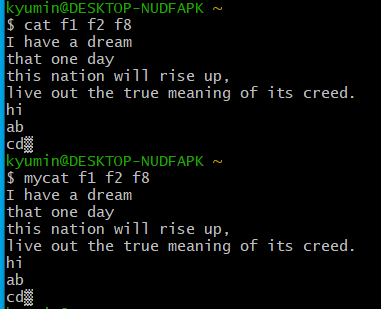 kyumin@DESKTOP-NUDFAPK ~
$ cat f1 f2 f8
I have a dream
that one day
this nation will rise up,
live out the true meaning of its creed.
hi
ab
cd▒
kyumin@DESKTOP-NUDFAPK ~
$ mycat f1 f2 f8
I have a dream
that one day
this nation will rise up,
live out the true meaning of its creed.
hi
ab
cd▒